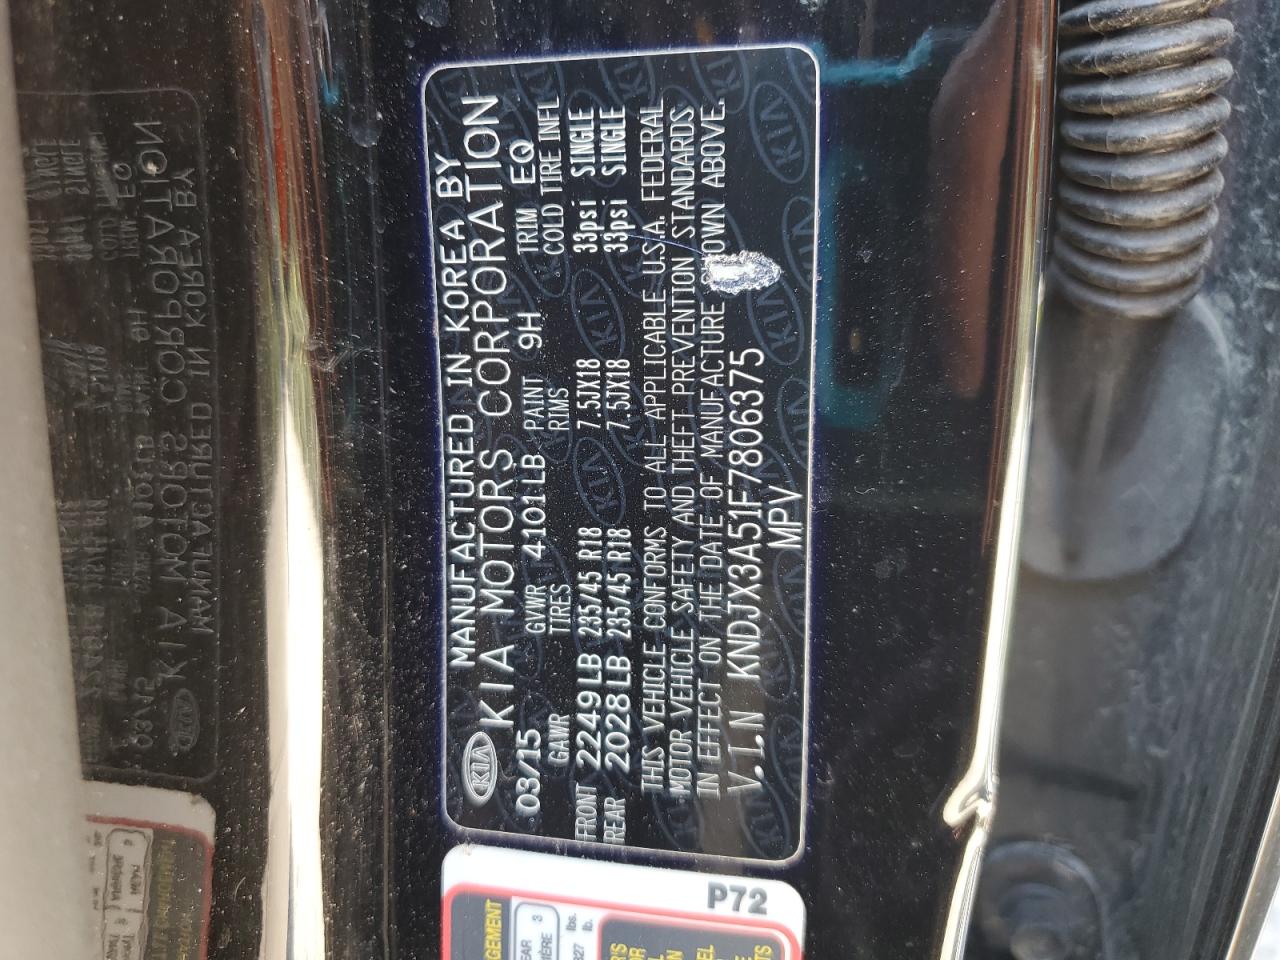 KIA
MANUFACTURED IN KOREA BY
KIA MOTORS CORPORATION
03/15 GVWR 4101LB PAINT 9H TRIM EQ
GAWR TIRES RIMS COLD TIRE INFL
FRONT 2249LB 235/45 R18 7.5JX18 33psi SINGLE
REAR 2028LB 235/45 R18 7.5JX18 33psi SINGLE
THIS VEHICLE CONFORMS TO ALL APPLICABLE U.S.A. FEDERAL
MOTOR VEHICLE SAFETY AND THEFT PREVENTION STANDARDS
IN EFFECT ON THE DATE OF MANUFACTURE SHOWN ABOVE.
V.I.N KNDJX3A51F7806375
MPV
P72